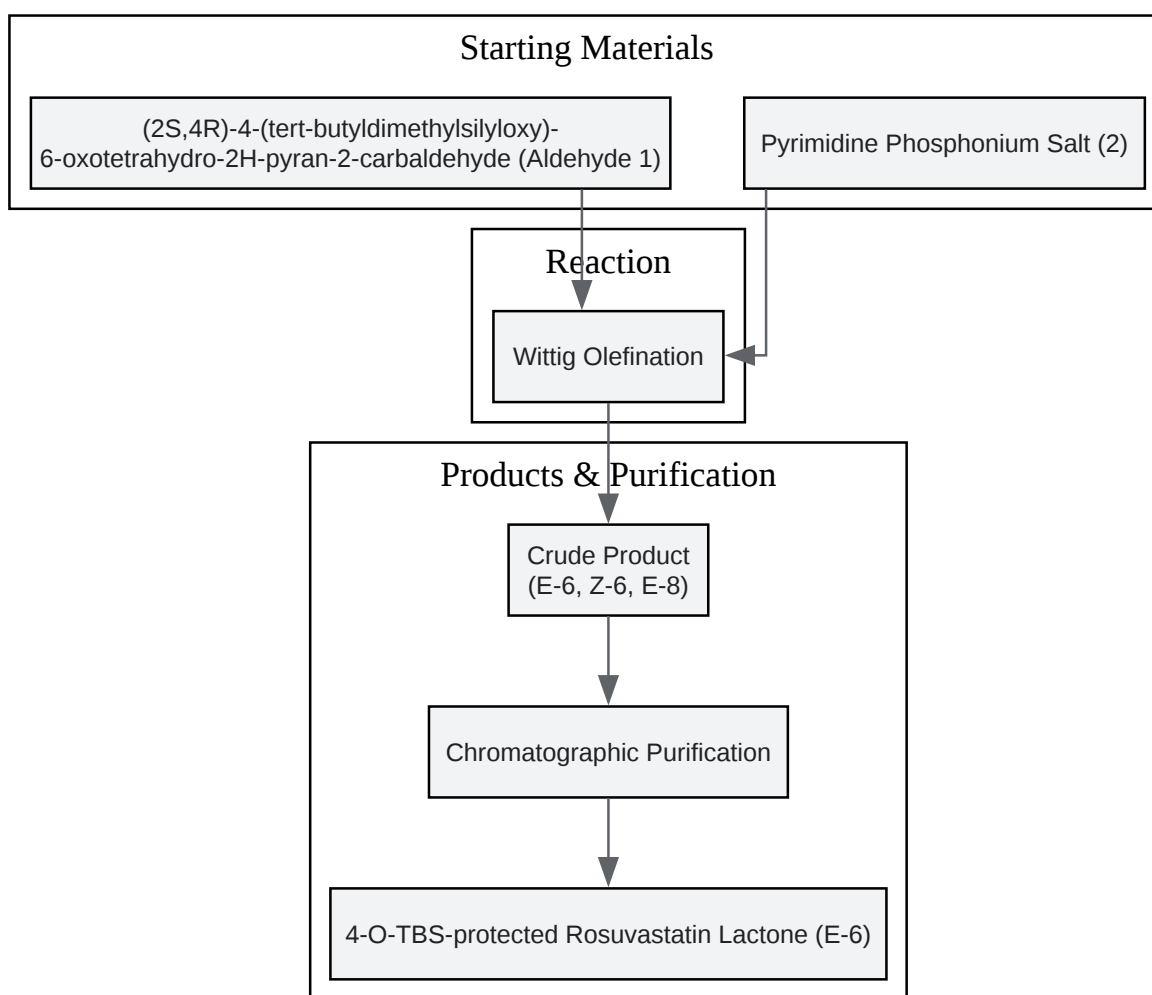 Starting Materials
(2S,4R)-4-(tert-butyldimethylsilyloxy)-
6-oxotetrahydro-2H-pyran-2-carbaldehyde (Aldehyde 1)
Pyrimidine Phosphonium Salt (2)
Reaction
Wittig Olefination
Products & Purification
Crude Product
(E-6, Z-6, E-8)
Chromatographic Purification
4-O-TBS-protected Rosuvastatin Lactone (E-6)